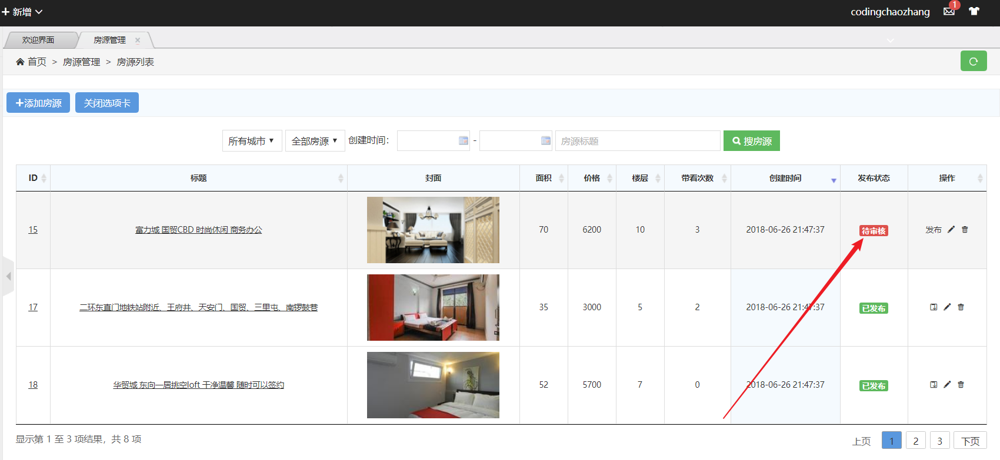 新增
codingchaozhang
1
欢迎界面
房源管理
首页 > 房源管理 > 房源列表
添加房源
关闭选项卡
所有城市
全部房源
创建时间:
-
房源标题
搜房源
ID 标题 封面 面积 价格 楼层 带看次数 创建时间 发布状态 操作
15 富力城 国贸CBD 时尚休闲 商务办公 70 6200 10 3 2018-06-26 21:47:37 待审核 发布
17 二环东直门地铁站附近、王府井、天安门、国贸、三里屯、南锣鼓巷 35 3000 5 2 2018-06-26 21:47:37 已发布
18 华贸城 东向一居挑空loft 干净温馨 随时可以签约 52 5700 7 0 2018-06-26 21:47:37 已发布
显示第 1 至 3 项结果，共 8 项
上页 1 2 3 下页